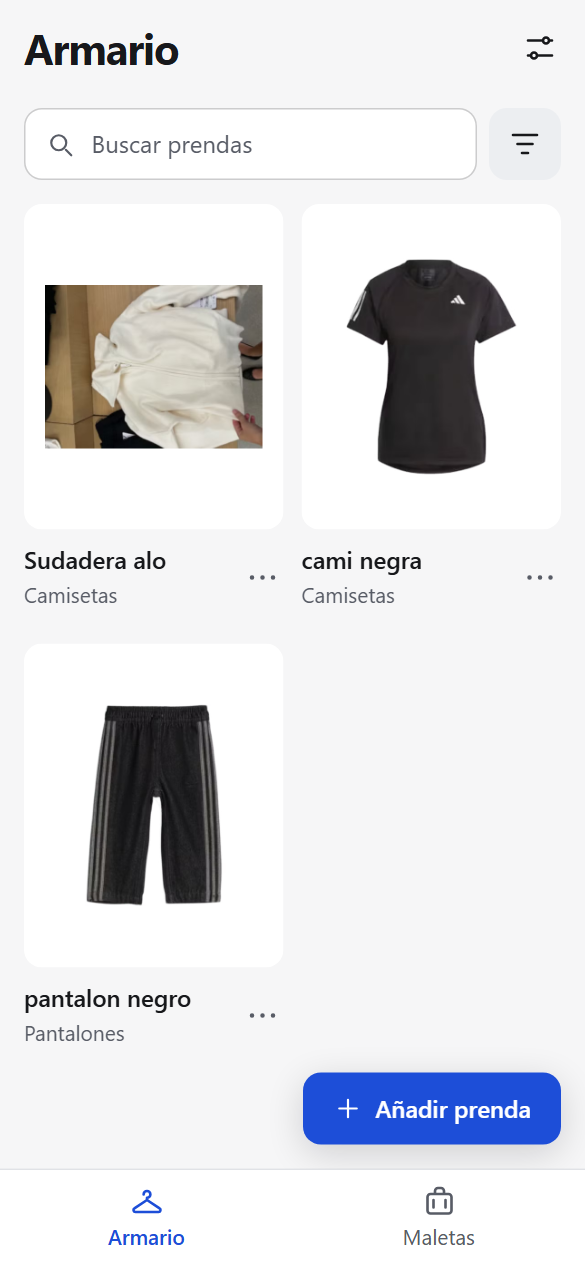 Armario
Buscar prendas
Sudadera alo
Camisetas
cami negra
Camisetas
pantalon negro
Pantalones
Añadir prenda
Armario
Maletas